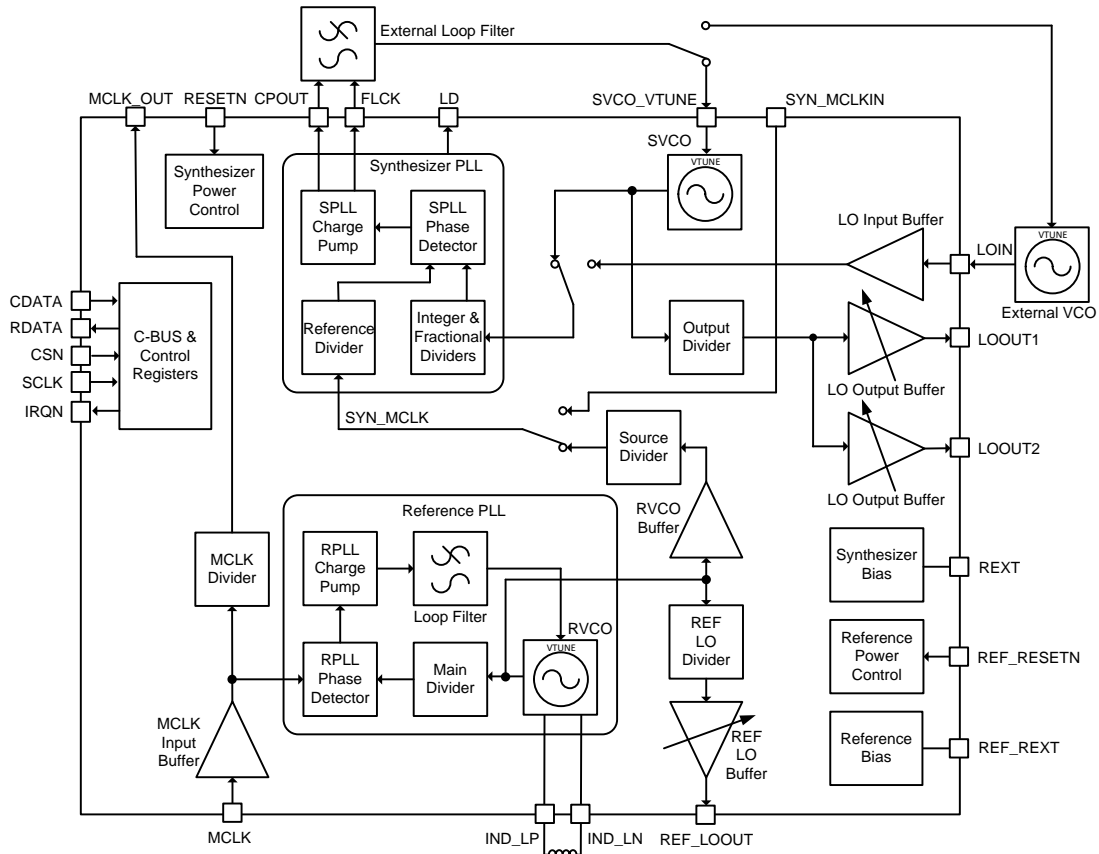 External Loop Filter
MCLK_OUT
RESETN
CPOUT
FLCK
LD
SVCO_VTUNE
SYN_MCLKIN
Synthesizer
Power
Control
Synthesizer PLL
SPLL
Charge
Pump
SPLL
Phase
Detector
Reference
Divider
Integer &
Fractional
Dividers
SVCO
VTUNE
LO Input Buffer
LOIN
VTUNE
External VCO
CDATA
RDATA
CSN
SCLK
IRQN
C-BUS &
Control
Registers
Output
Divider
LO Output Buffer
LOOUT1
LO Output Buffer
LOOUT2
SYN_MCLK
Source
Divider
RVCO
Buffer
Reference PLL
MCLK
Divider
RPLL
Charge
Pump
Loop Filter
RVCO
VTUNE
RPLL
Phase
Detector
Main
Divider
REF
LO
Divider
REF
LO
Buffer
Synthesizer
Bias
REXT
Reference
Power
Control
REF_RESETN
Reference
Bias
REF_REXT
MCLK
Input
Buffer
MCLK
IND_LP
IND_LN
REF_LOOUT